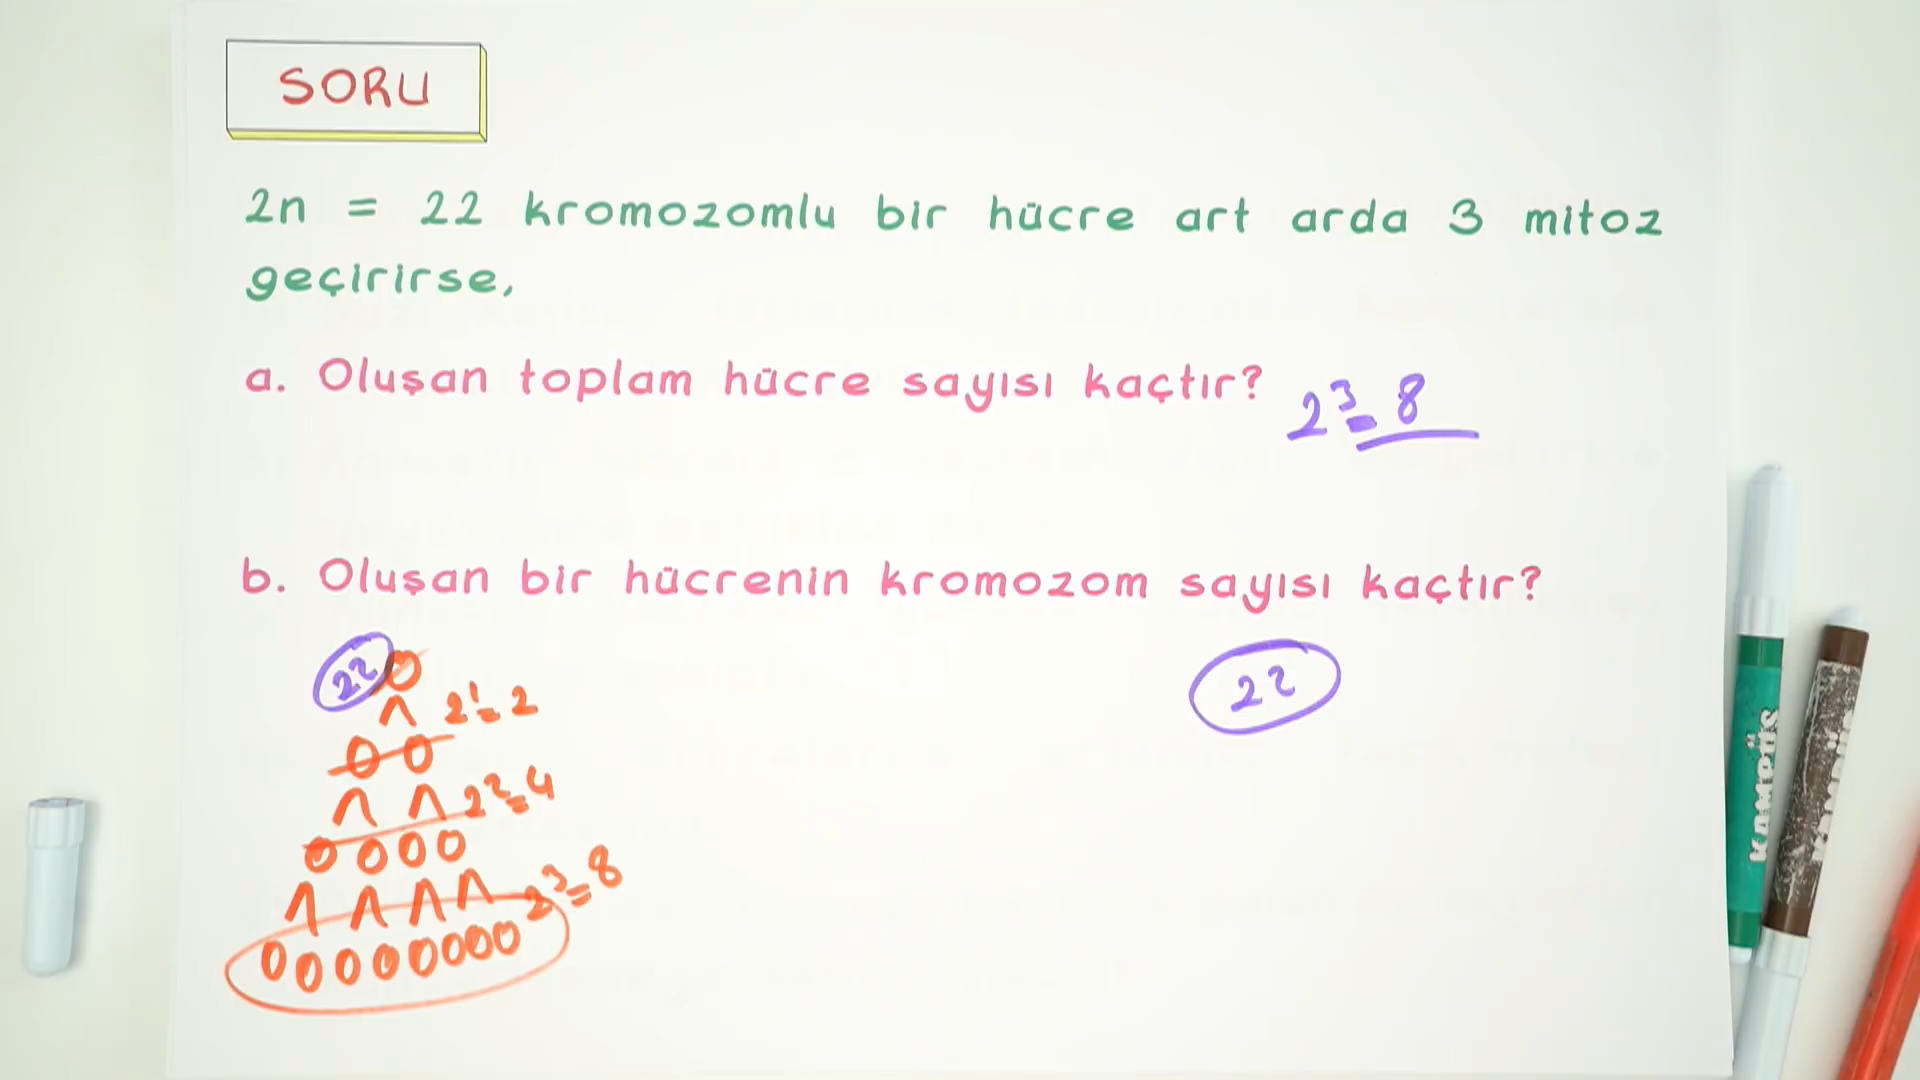 SORU
2n = 22 kromozomlu bir hücre art arda 3 mitoz
geçirirse,
a. Oluşan toplam hücre sayısı kaçtır?
2³ = 8
b. Oluşan bir hücrenin kromozom sayısı kaçtır?
22
22
2¹ = 2
2² = 4
2³ = 8
KAMPÜS